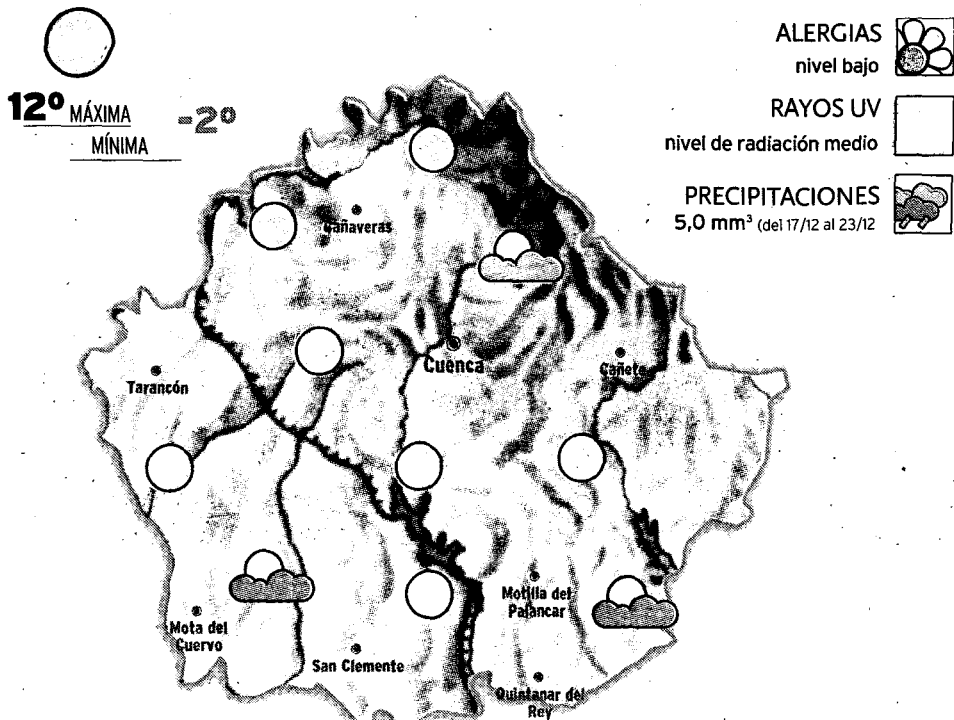 12º MÁXIMA
-2º
MÍNIMA
ALERGIAS
nivel bajo
RAYOS UV
nivel de radiación medio
PRECIPITACIONES
5,0 mm³ (del 17/12 al 23/12
Cañaveras
Cuenca
Cañete
Tarancón
Motilla del
Palancar
Mota del
Cuervo
San Clemente
Quintanar del
Rey